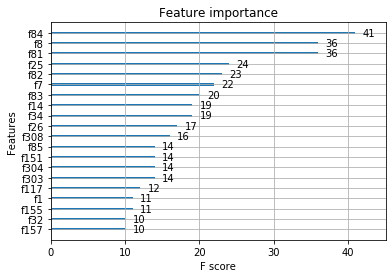 Feature importance
f84 41
f8 36
f81 36
f25 24
f82 23
f7 22
f83 20
f14 19
f34 19
f26 17
f308 16
f85 14
f151 14
f304 14
f303 14
f117 12
f1 11
f155 11
f32 10
f157 10
0 10 20 30 40
F score
Features